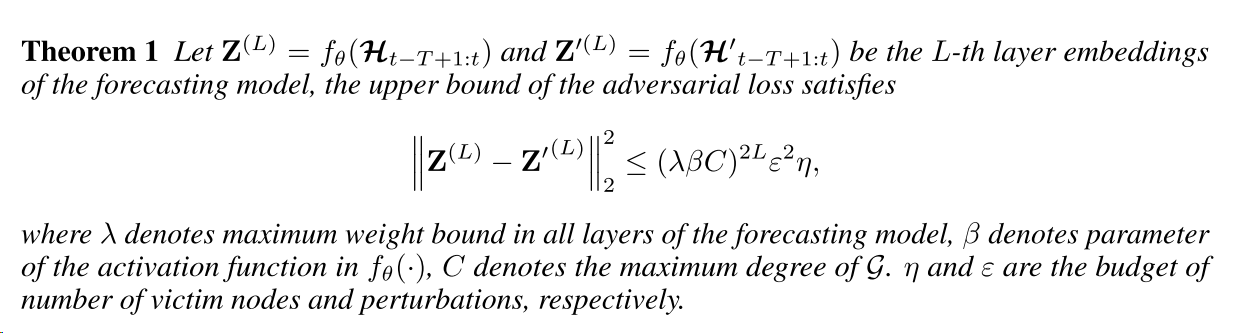 Theorem 1 Let Z^{(L)} = f_θ(𝓗_{t−T+1:t}) and Z′^{(L)} = f_θ(𝓗′_{t−T+1:t}) be the L-th layer embeddings
of the forecasting model, the upper bound of the adversarial loss satisfies
‖Z^{(L)} − Z′^{(L)}‖_2^2 ≤ (λβC)^{2L}ε^2η,
where λ denotes maximum weight bound in all layers of the forecasting model, β denotes parameter
of the activation function in f_θ(·), C denotes the maximum degree of 𝒢. η and ε are the budget of
number of victim nodes and perturbations, respectively.